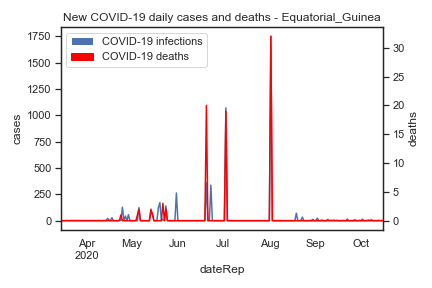 New COVID-19 daily cases and deaths - Equatorial_Guinea
COVID-19 infections
COVID-19 deaths
1750
1500
1250
1000
750
500
250
0
cases
30
25
20
15
10
5
0
deaths
Apr May Jun Jul Aug Sep Oct
2020
dateRep